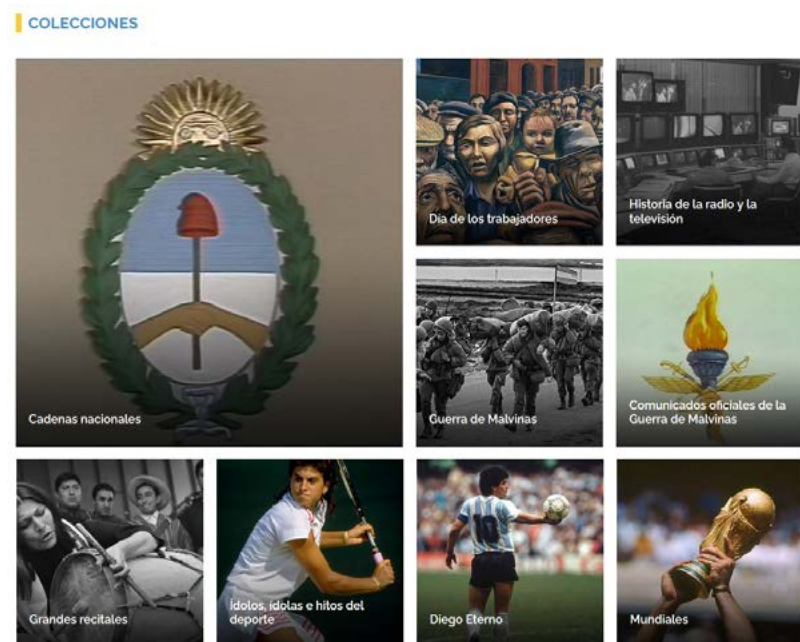 COLECCIONES
Cadenas nacionales
Día de los trabajadores
Historia de la radio y la
televisión
Guerra de Malvinas
Comunicados oficiales de la
Guerra de Malvinas
Grandes recitales
Ídolos, ídolas e hitos del
deporte
Diego Eterno
10
Mundiales